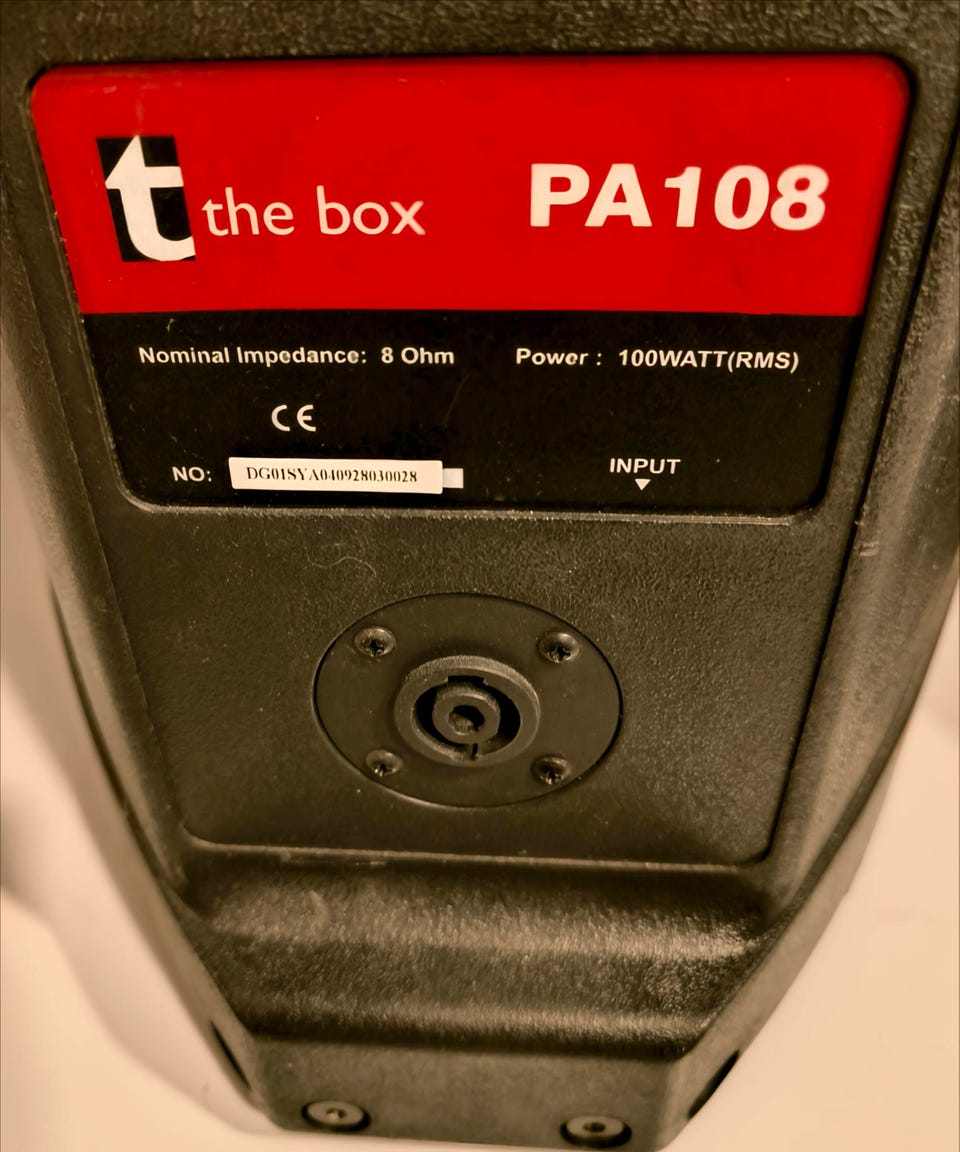 t the box PA108
Nominal Impedance: 8 Ohm Power : 100WATT(RMS)
CE
NO: DG01SYA040928030028
INPUT